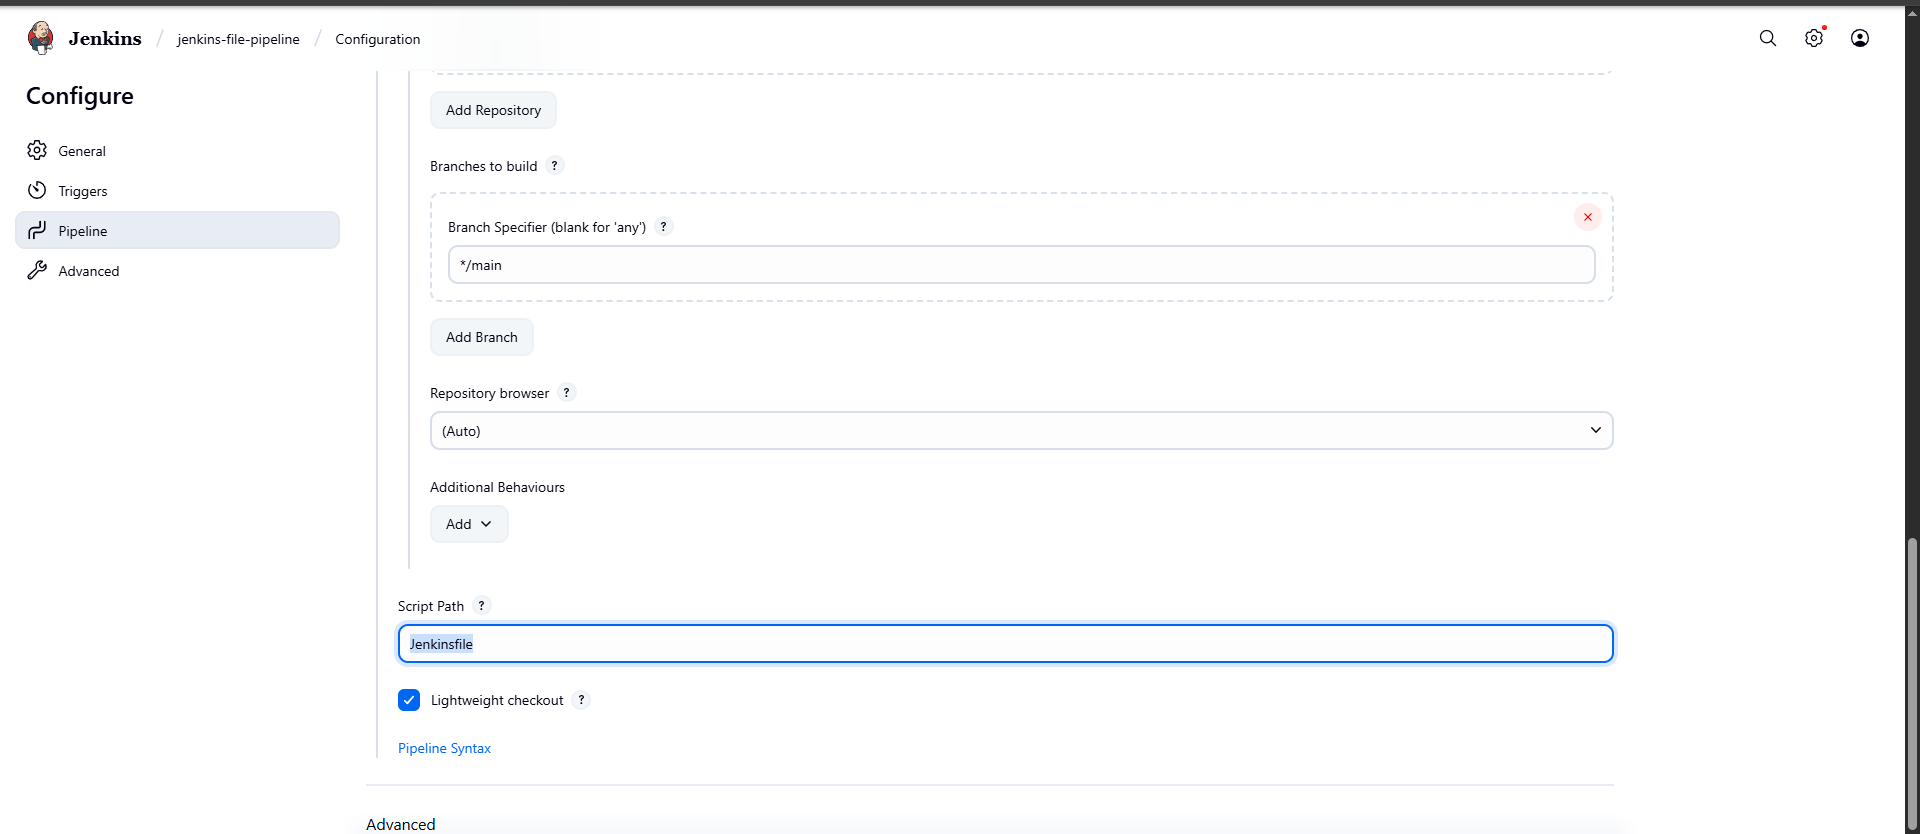 Jenkins / jenkins-file-pipeline / Configuration
Configure
General
Triggers
Pipeline
Advanced
Add Repository
Branches to build ?
Branch Specifier (blank for 'any') ?
*/main
Add Branch
Repository browser ?
(Auto)
Additional Behaviours
Add
Script Path ?
Jenkinsfile
Lightweight checkout ?
Pipeline Syntax
Advanced